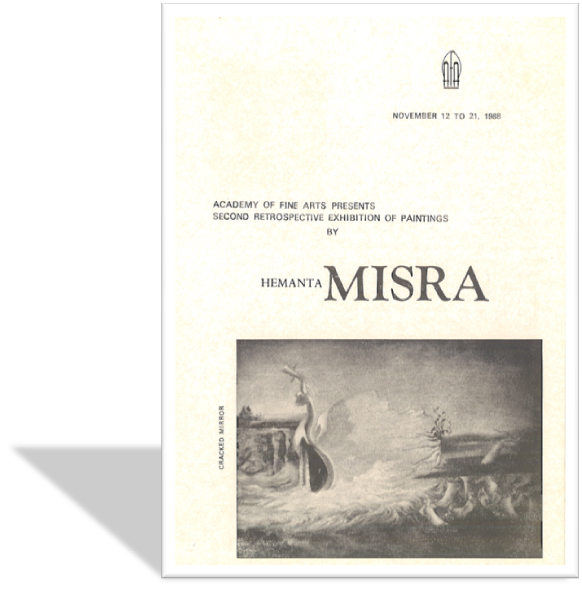 NOVEMBER 12 TO 21, 1988
ACADEMY OF FINE ARTS PRESENTS
SECOND RETROSPECTIVE EXHIBITION OF PAINTINGS
BY
HEMANTA MISRA
CRACKED MIRROR